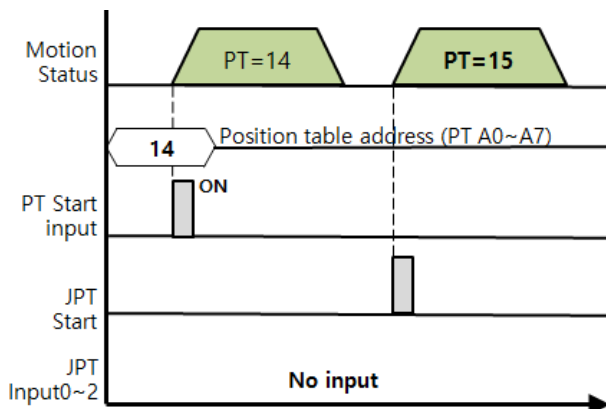 Motion
Status
PT=14
PT=15
14
Position table address (PT A0~A7)
ON
PT Start
input
JPT
Start
JPT
Input0~2
No input